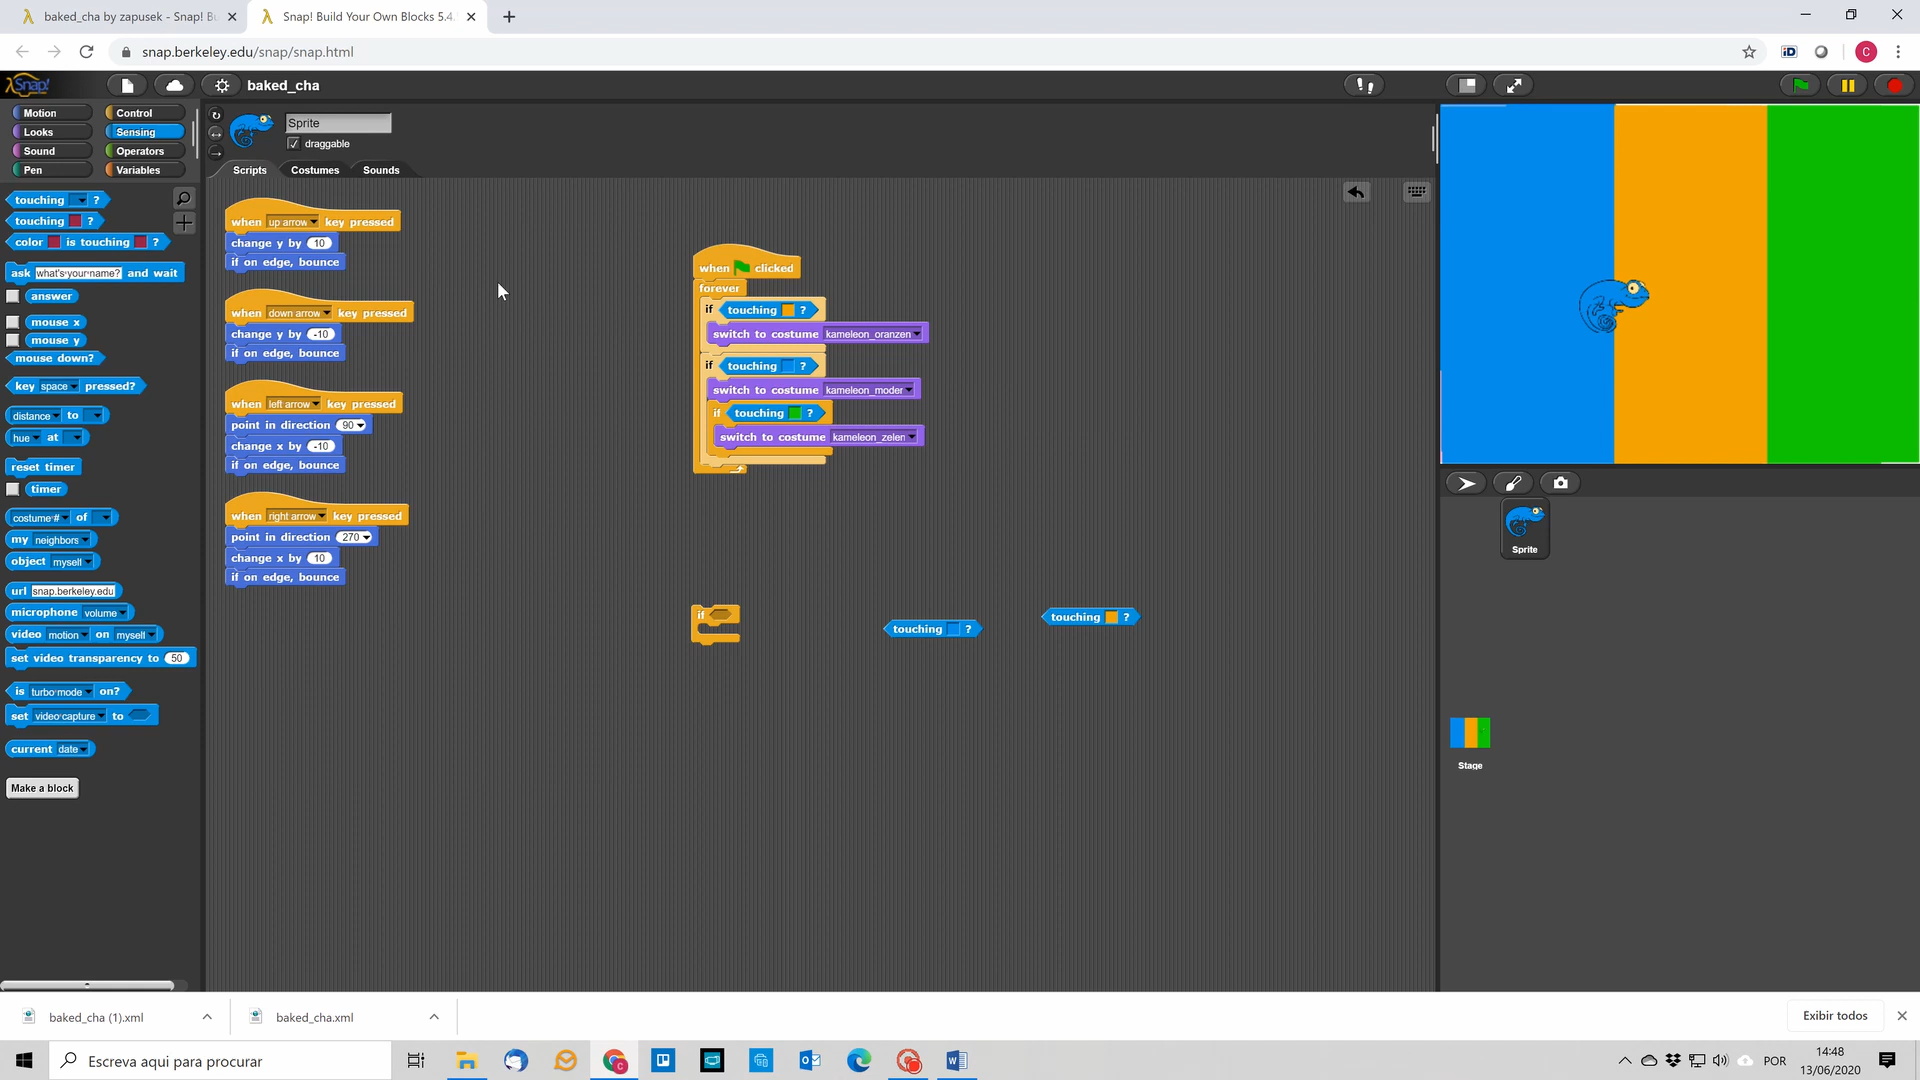 baked_cha by zapusek - Snap! Bu
Snap! Build Your Own Blocks 5.4.
snap.berkeley.edu/snap/snap.html
iD
C
Snap!
baked_cha
Motion
Control
Looks
Sensing
Sound
Operators
Pen
Variables
Sprite
draggable
Scripts
Costumes
Sounds
touching ?
touching ?
color is touching ?
ask what's your name? and wait
answer
mouse x
mouse y
mouse down?
key space pressed?
distance to
hue at
reset timer
timer
costume # of
my neighbors
object myself
url snap.berkeley.edu
microphone volume
video motion on myself
set video transparency to 50
is turbo mode on?
set video capture to
current date
Make a block
when up arrow key pressed
change y by 10
if on edge, bounce
when down arrow key pressed
change y by -10
if on edge, bounce
when left arrow key pressed
point in direction 90
change x by -10
if on edge, bounce
when right arrow key pressed
point in direction 270
change x by 10
if on edge, bounce
when clicked
forever
if touching ?
switch to costume kameleon_oranzen
if touching ?
switch to costume kameleon_moder
if touching ?
switch to costume kameleon_zelen
if
touching ?
touching ?
Sprite
Stage
baked_cha (1).xml
baked_cha.xml
Exibir todos
Escreva aqui para procurar
POR
14:48
13/06/2020